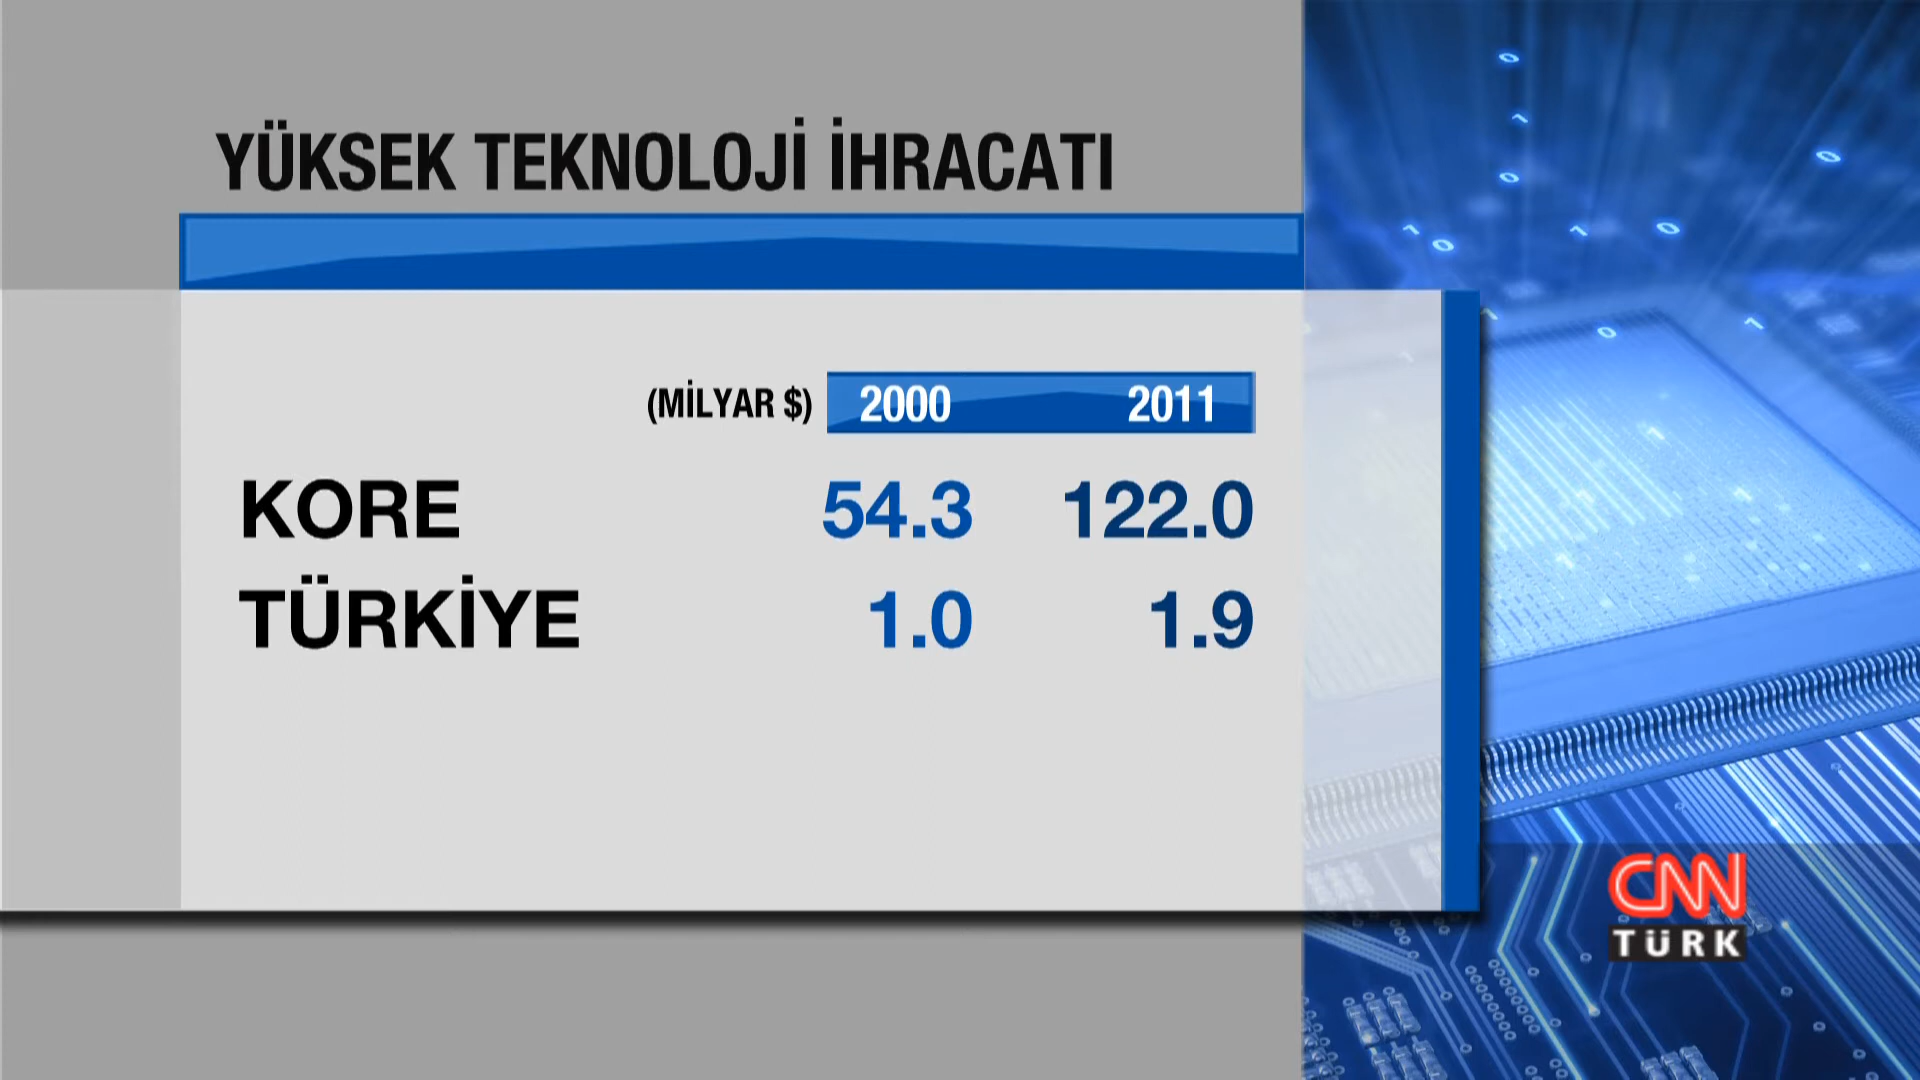 YÜKSEK TEKNOLOJİ İHRACATI
(MİLYAR $) 2000 2011
KORE 54.3 122.0
TÜRKİYE 1.0 1.9
CNN
TÜRK